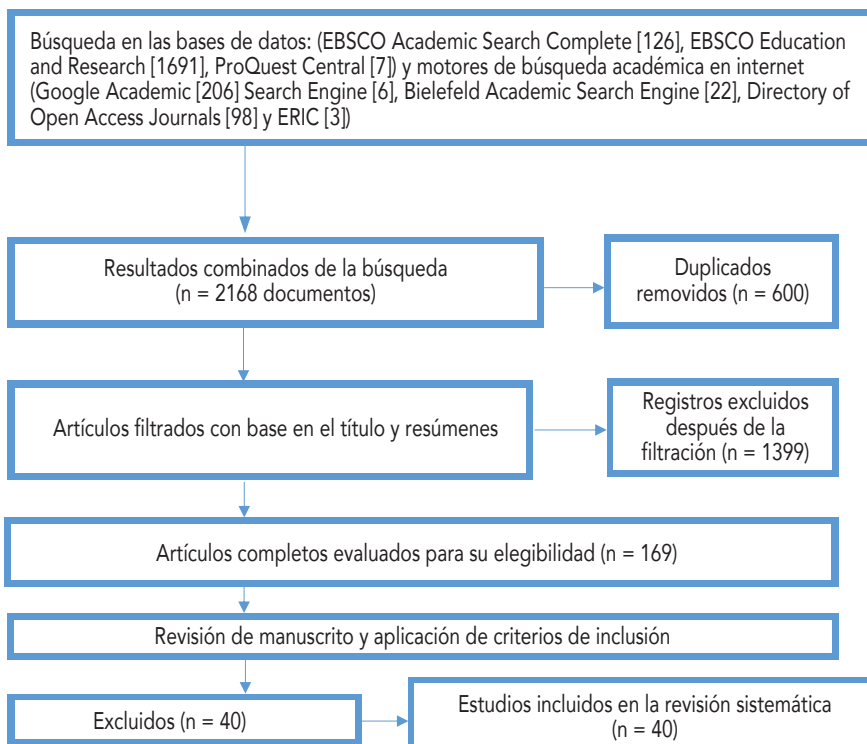 Búsqueda en las bases de datos: (EBSCO Academic Search Complete [126], EBSCO Education
and Research [1691], ProQuest Central [7]) y motores de búsqueda académica en internet
(Google Academic [206] Search Engine [6], Bielefeld Academic Search Engine [22], Directory of
Open Access Journals [98] y ERIC [3])
Resultados combinados de la búsqueda
(n = 2168 documentos)
Duplicados
removidos (n = 600)
Artículos filtrados con base en el título y resúmenes
Registros excluidos
después de la
filtración (n = 1399)
Artículos completos evaluados para su elegibilidad (n = 169)
Revisión de manuscrito y aplicación de criterios de inclusión
Excluidos (n = 40)
Estudios incluidos en la revisión sistemática
(n = 40)